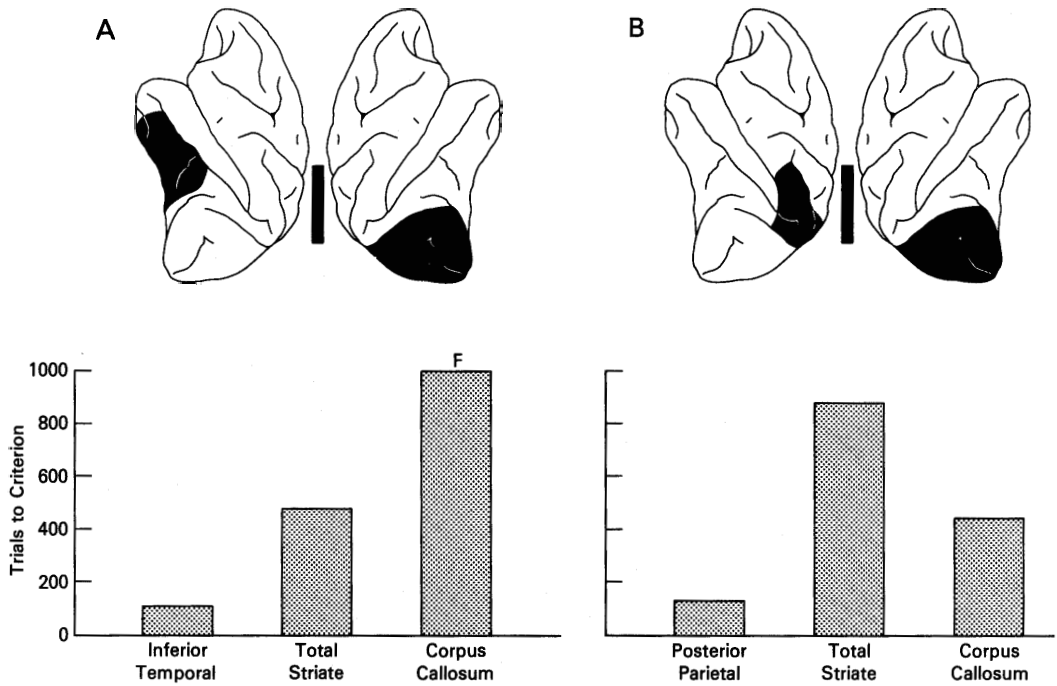 A
B
F
Trials to Criterion
1000
800
600
400
200
0
Inferior
Temporal
Total
Striate
Corpus
Callosum
Posterior
Parietal
Total
Striate
Corpus
Callosum